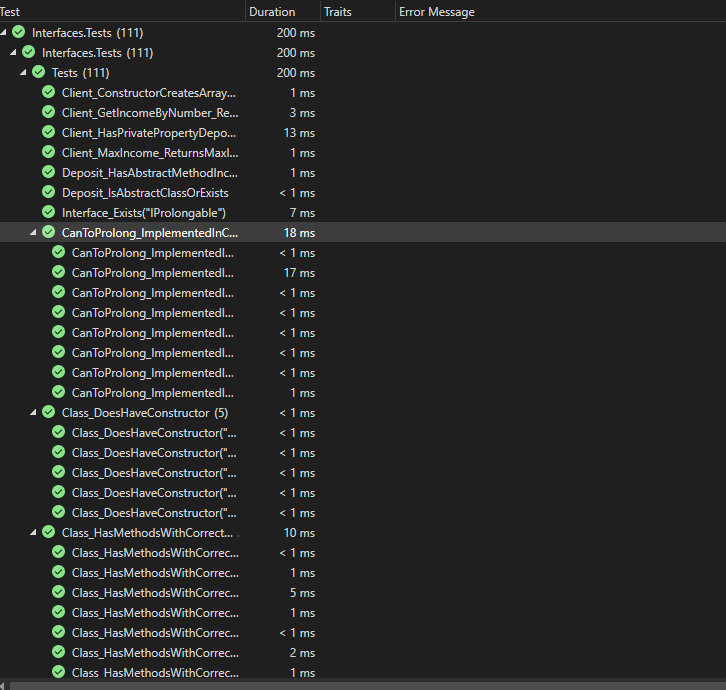 Test Duration Traits Error Message
Interfaces.Tests (111) 200 ms
Interfaces.Tests (111) 200 ms
Tests (111) 200 ms
Client_ConstructorCreatesArray... 1 ms
Client_GetIncomeByNumber_Re... 3 ms
Client_HasPrivatePropertyDepo... 13 ms
Client_MaxIncome_ReturnsMaxI... 1 ms
Deposit_HasAbstractMethodInc... 1 ms
Deposit_IsAbstractClassOrExists < 1 ms
Interface_Exists("IProlongable") 7 ms
CanToProlong_ImplementedInC... 18 ms
CanToProlong_ImplementedI... < 1 ms
CanToProlong_ImplementedI... 17 ms
CanToProlong_ImplementedI... < 1 ms
CanToProlong_ImplementedI... < 1 ms
CanToProlong_ImplementedI... < 1 ms
CanToProlong_ImplementedI... < 1 ms
CanToProlong_ImplementedI... < 1 ms
CanToProlong_ImplementedI... 1 ms
Class_DoesHaveConstructor (5) < 1 ms
Class_DoesHaveConstructor("... < 1 ms
Class_DoesHaveConstructor("... < 1 ms
Class_DoesHaveConstructor("... < 1 ms
Class_DoesHaveConstructor("... < 1 ms
Class_DoesHaveConstructor("... < 1 ms
Class_HasMethodsWithCorrect... 10 ms
Class_HasMethodsWithCorrec... < 1 ms
Class_HasMethodsWithCorrec... 1 ms
Class_HasMethodsWithCorrec... 5 ms
Class_HasMethodsWithCorrec... 1 ms
Class_HasMethodsWithCorrec... < 1 ms
Class_HasMethodsWithCorrec... 2 ms
Class_HasMethodsWithCorrec... 1 ms